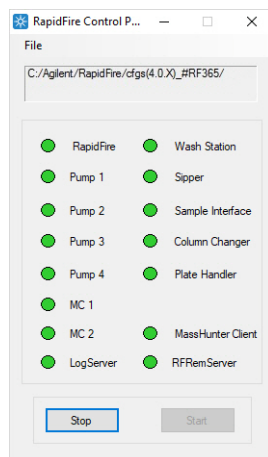 RapidFire Control P...
File
C:/Agilent/RapidFire/cfgs(4.0.X)_#RF365/
RapidFire Wash Station
Pump 1 Sipper
Pump 2 Sample Interface
Pump 3 Column Changer
Pump 4 Plate Handler
MC 1
MC 2 MassHunter Client
LogServer RFRemServer
Stop Start